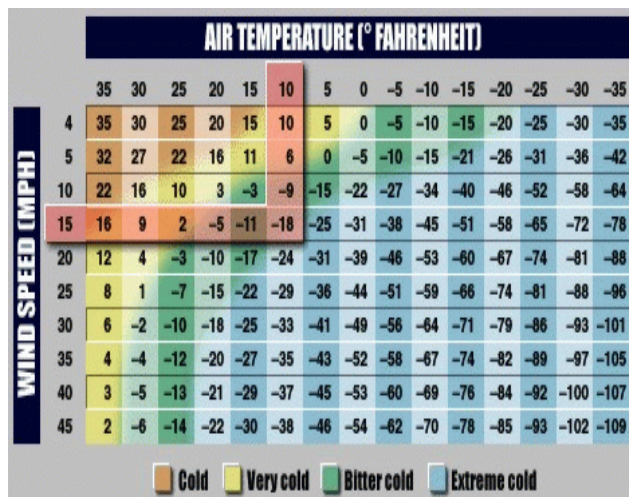 AIR TEMPERATURE (° FAHRENHEIT)
35 30 25 20 15 10 5 0 −5 −10 −15 −20 −25 −30 −35
WIND SPEED (MPH)
4 35 30 25 20 15 10 5 0 −5 −10 −15 −20 −25 −30 −35
5 32 27 22 16 11 6 0 −5 −10 −15 −21 −26 −31 −36 −42
10 22 16 10 3 −3 −9 −15 −22 −27 −34 −40 −46 −52 −58 −64
15 16 9 2 −5 −11 −18 −25 −31 −38 −45 −51 −58 −65 −72 −78
20 12 4 −3 −10 −17 −24 −31 −39 −46 −53 −60 −67 −74 −81 −88
25 8 1 −7 −15 −22 −29 −36 −44 −51 −59 −66 −74 −81 −88 −96
30 6 −2 −10 −18 −25 −33 −41 −49 −56 −64 −71 −79 −86 −93 −101
35 4 −4 −12 −20 −27 −35 −43 −52 −58 −67 −74 −82 −89 −97 −105
40 3 −5 −13 −21 −29 −37 −45 −53 −60 −69 −76 −84 −92 −100 −107
45 2 −6 −14 −22 −30 −38 −46 −54 −62 −70 −78 −85 −93 −102 −109
Cold Very cold Bitter cold Extreme cold